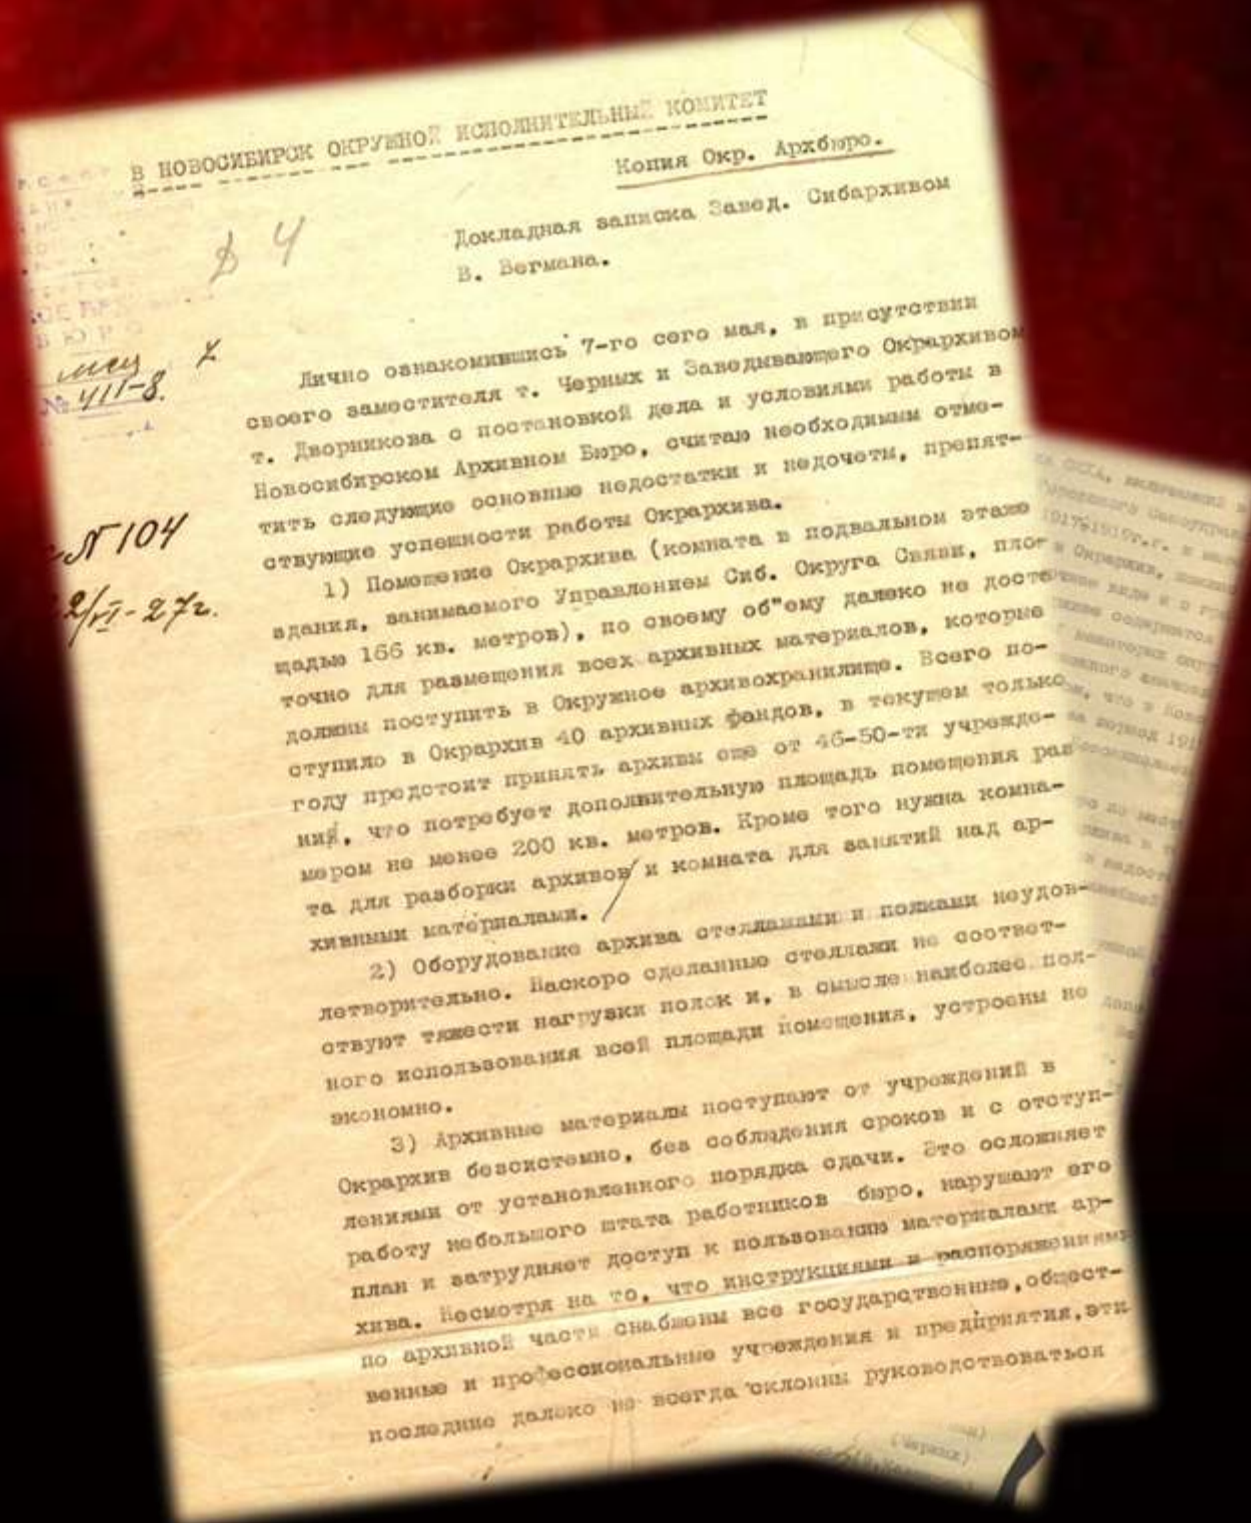 В НОВОСИБИРСК ОКРУЖНОЙ ИСПОЛНИТЕЛЬНЫЙ КОМИТЕТ
Копия Окр. Архбюро.
Докладная записка Завед. Сибархивом
В. Вегмана.
4
№ 411-8.
N 104
2/VI-27г.
Лично ознакомившись 7-го сего мая, в присутствии
своего заместителя т. Черных и Заведывающего Окрархивом
т. Дворникова с постановкой дела и условиями работы в
Новосибирском Архивном Бюро, считаю необходимым отме-
тить следующие основные недостатки и недочеты, препят-
ствующие успешности работы Окрархива.
1) Помещение Окрархива (комната в подвальном этаже
здания, занимаемого Управлением Сиб. Округа Связи, пло-
щадью 166 кв. метров), по своему об"ему далеко не доста
точно для размещения всех архивных материалов, которые
должны поступить в Окружное архивохранилище. Всего по-
ступило в Окрархив 40 архивных фондов, в текущем только
году предстоит принять архивы еще от 46-50-ти учрежде-
ний, что потребует дополнительную площадь помещения раз
мером не менее 200 кв. метров. Кроме того нужна комна-
та для разборки архивов и комната для занятий над ар-
хивными материалами.
2) Оборудование архива стеллажами и полками неудов-
летворительно. Наскоро сделанные стеллажи не соответ-
ствуют тяжести нагрузки полок и, в смысле наиболее пол-
ного использования всей площади помещения, устроены не
экономно.
3) Архивные материалы поступают от учреждений в
Окрархив безсистемно, без соблюдения сроков и с отступ-
лениями от установленного порядка сдачи. Это осложняет
работу небольшого штата работников бюро, нарушают его
план и затрудняет доступ к пользованию материалами ар-
хива. Несмотря на то, что инструкциями и распоряжениями
по архивной части снабжены все государственные, общест-
венные и профессиональные учреждения и предприятия, эти
последние далеко не всегда склонны руководствоваться
(Черных)